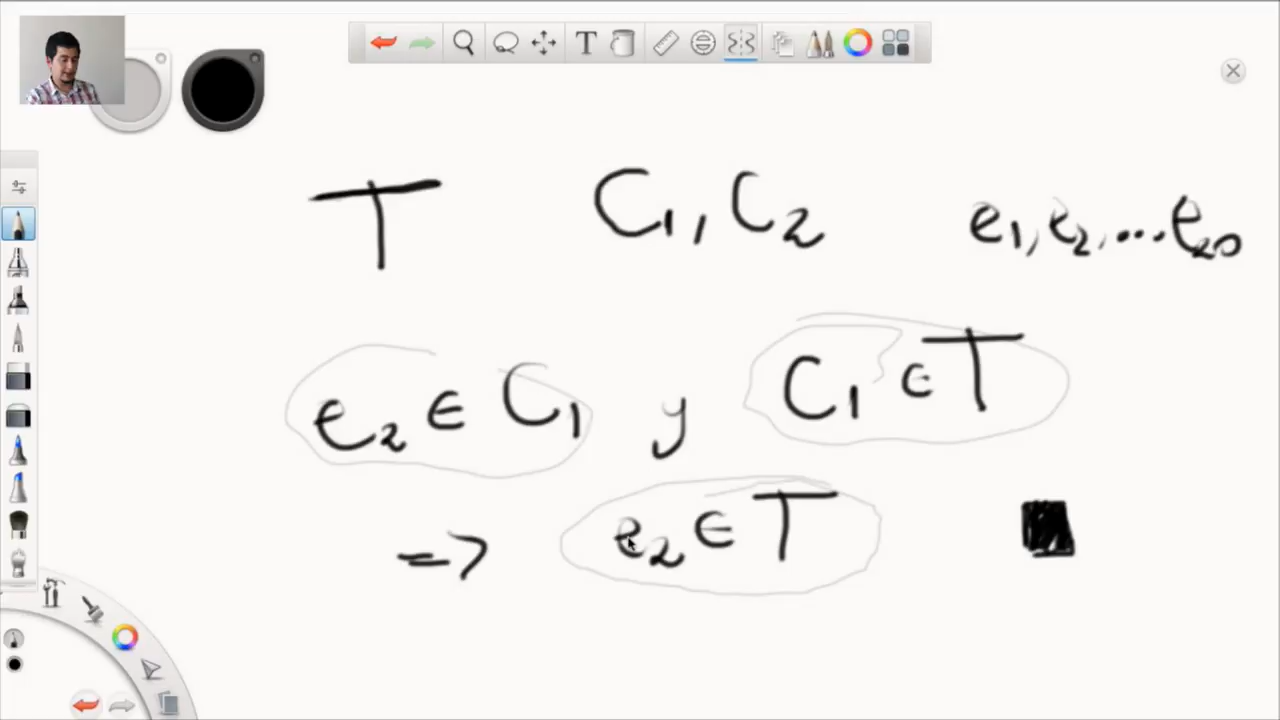 T C₁, C₂ e₁, e₂, ... e₂₀
e₂ ∈ C₁ y C₁ ∈ T
=> e₂ ∈ T ■